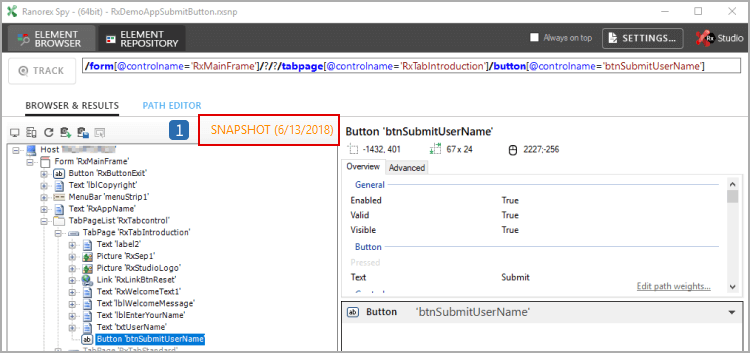 Ranorex Spy - (64bit) - RxDemoAppSubmitButton.rxsnp
ELEMENT BROWSER
ELEMENT REPOSITORY
Always on top
SETTINGS...
Rx Studio
TRACK
/form[@controlname='RxMainFrame']/?/?/tabpage[@controlname='RxTabIntroduction']/button[@controlname='btnSubmitUserName']
BROWSER & RESULTS
PATH EDITOR
1
SNAPSHOT (6/13/2018)
Host
Form 'RxMainFrame'
ab Button 'RxButtonExit'
Text 'lblCopyright'
MenuBar 'menuStrip1'
Text 'RxAppName'
TabPageList 'RxTabcontrol'
TabPage 'RxTabIntroduction'
Text 'label2'
Picture 'RxSep1'
Picture 'RxStudioLogo'
Link 'RxLinkBtnReset'
Text 'RxWelcomeText1'
Text 'lblWelcomeMessage'
Text 'lblEnterYourName'
Text 'txtUserName'
ab Button 'btnSubmitUserName'
TabPage 'RxTabStandard'
Button 'btnSubmitUserName'
-1432, 401
67 x 24
2227;-256
Overview
Advanced
General
Enabled True
Valid True
Visible True
Button
Pressed
Text Submit
Edit path weights...
ab Button 'btnSubmitUserName'